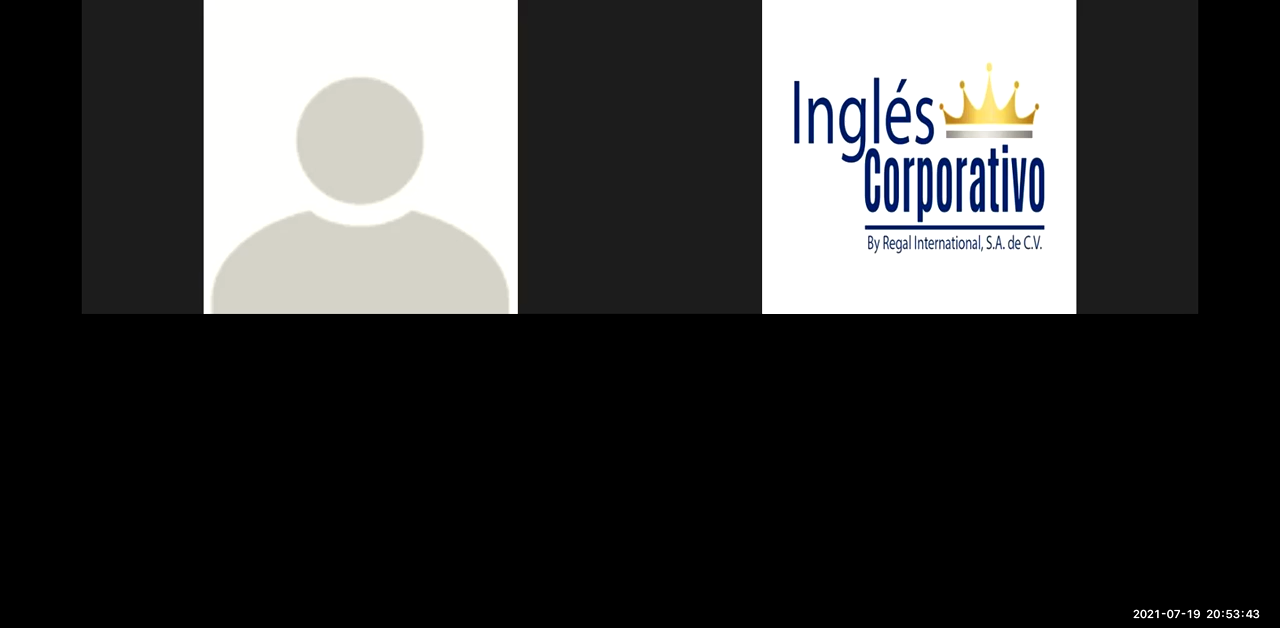 Inglés
Corporativo
By Regal International, S.A. de C.V.
2021-07-19 20:53:43